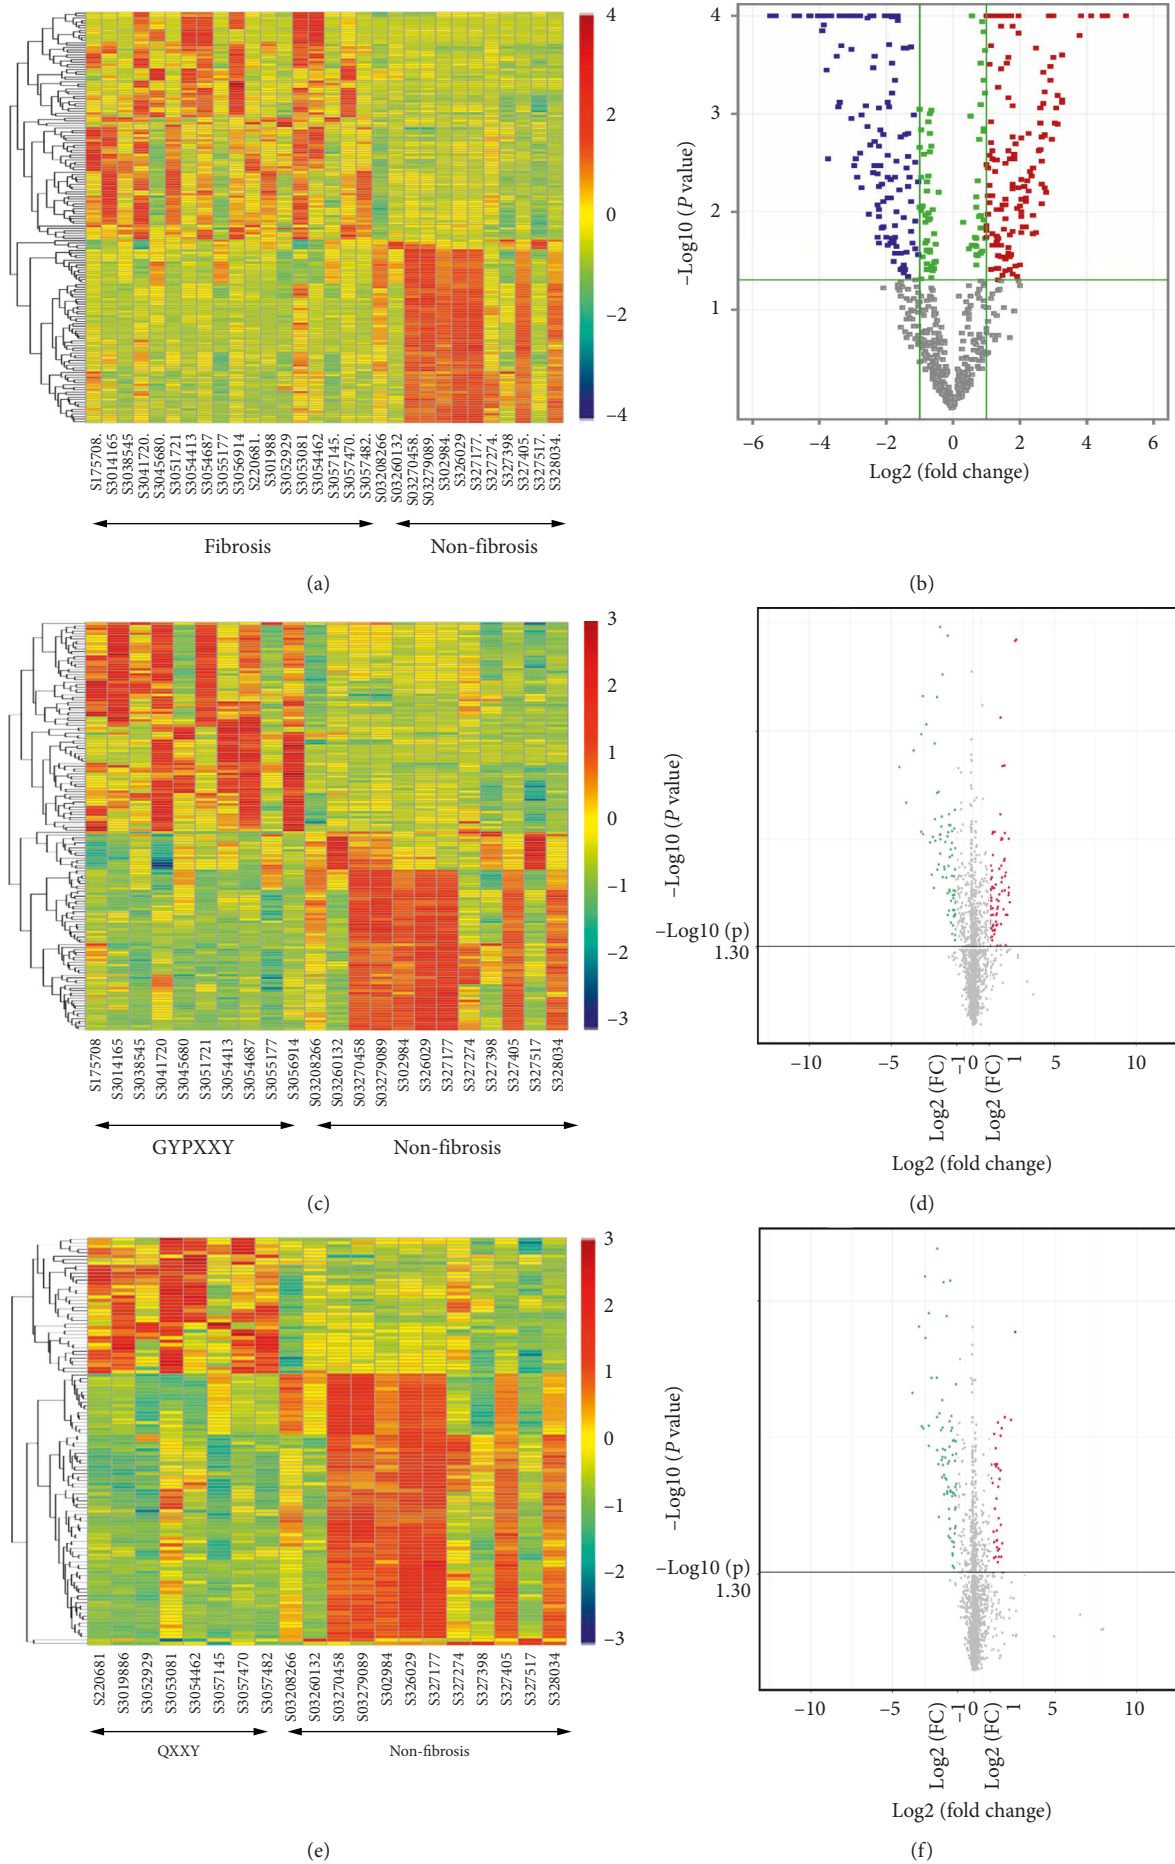 4
2
0
−2
−4
S175708.
S3014165
S3038545
S3041720.
S3045680.
S3051721
S3054413
S3054687
S3055177
S3056914
S220681.
S301988
S3052929
S3053081
S3054462
S3057145.
S3057470.
S3057482.
S03208266
S03260132
S03270458.
S03279089.
S302984.
S326029
S327177.
S327274.
S327398
S327405.
S327517.
S328034.
Fibrosis
Non-fibrosis
(a)
−Log10 (P value)
4
3
2
1
−6
−4
−2
0
2
4
6
Log2 (fold change)
(b)
3
2
1
0
−1
−2
−3
S175708
S3014165
S3038545
S3041720
S3045680
S3051721
S3054413
S3054687
S3055177
S3056914
S03208266
S03260132
S03270458
S03279089
S302984
S326029
S327177
S327274
S327398
S327405
S327517
S328034
GYPXXY
Non-fibrosis
(c)
−Log10 (P value)
−Log10 (p)
1.30
−10
−5
Log2 (FC)
−1
−0
Log2 (FC)
1
5
10
Log2 (fold change)
(d)
3
2
1
0
−1
−2
−3
S220681
S3019886
S3052929
S3053081
S3054462
S3057145
S3057470
S3057482
S03208266
S03260132
S03270458
S03279089
S302984
S326029
S327177
S327274
S327398
S327405
S327517
S328034
QXXY
Non-fibrosis
(e)
−Log10 (P value)
−Log10 (p)
1.30
−10
−5
Log2 (FC)
−1
0
Log2 (FC)
1
5
10
Log2 (fold change)
(f)